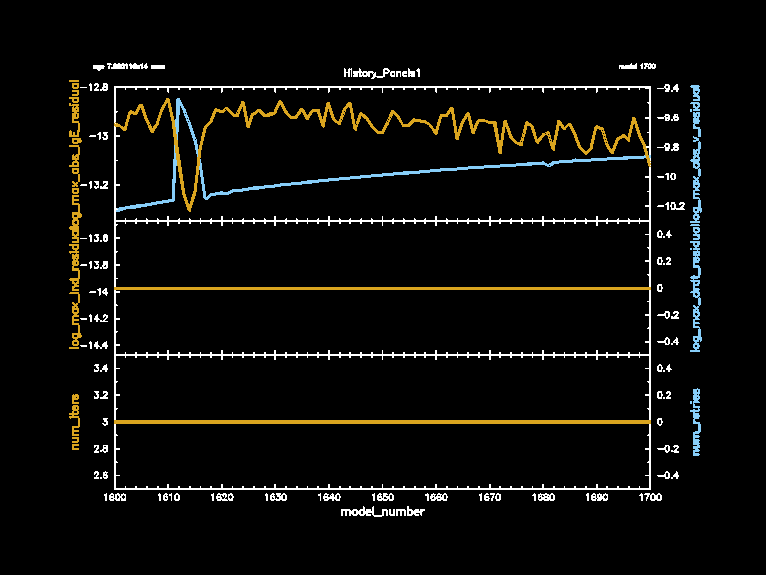 model 1700
History_Panels1
-12.8
-13
-13.2
-9.4
-9.6
-9.8
-10
-10.2
log_max_abs_lgE_residual
log_max_abs_v_residual
-13.6
-13.8
-14
-14.2
-14.4
0.4
0.2
0
-0.2
-0.4
log_max_lnd_residual
log_max_drdt_residual
3.4
3.2
3
2.8
2.6
0.4
0.2
0
-0.2
-0.4
num_iters
num_retries
1600 1610 1620 1630 1640 1650 1660 1670 1680 1690 1700
model_number